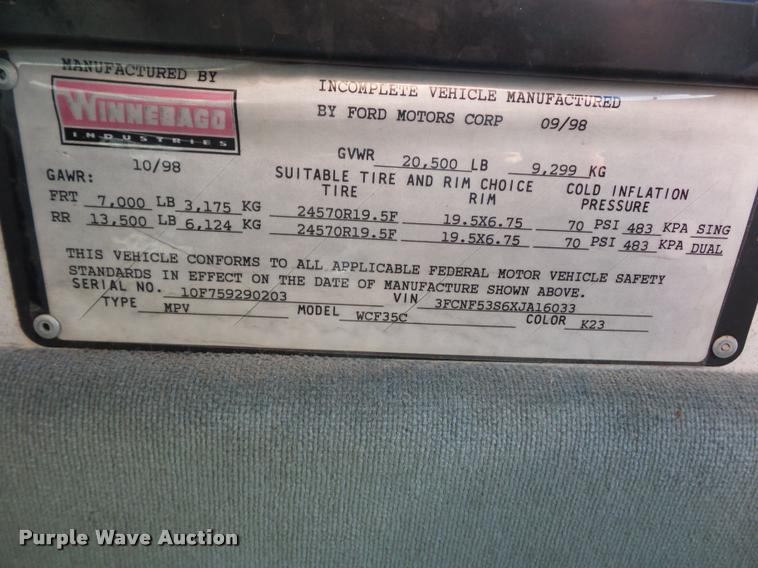 MANUFACTURED BY
WINNEBAGO
INDUSTRIES
INCOMPLETE VEHICLE MANUFACTURED
BY FORD MOTORS CORP 09/98
10/98
GVWR 20,500 LB 9,299 KG
GAWR:
SUITABLE TIRE AND RIM CHOICE
TIRE RIM
COLD INFLATION
PRESSURE
FRT 7,000 LB 3,175 KG 24570R19.5F 19.5X6.75 70 PSI 483 KPA SING
RR 13,500 LB 6,124 KG 24570R19.5F 19.5X6.75 70 PSI 483 KPA DUAL
THIS VEHICLE CONFORMS TO ALL APPLICABLE FEDERAL MOTOR VEHICLE SAFETY
STANDARDS IN EFFECT ON THE DATE OF MANUFACTURE SHOWN ABOVE.
SERIAL NO. 10F759290203 VIN 3FCNF53S6XJA16033
TYPE MPV MODEL WCF35C COLOR K23
Purple Wave Auction